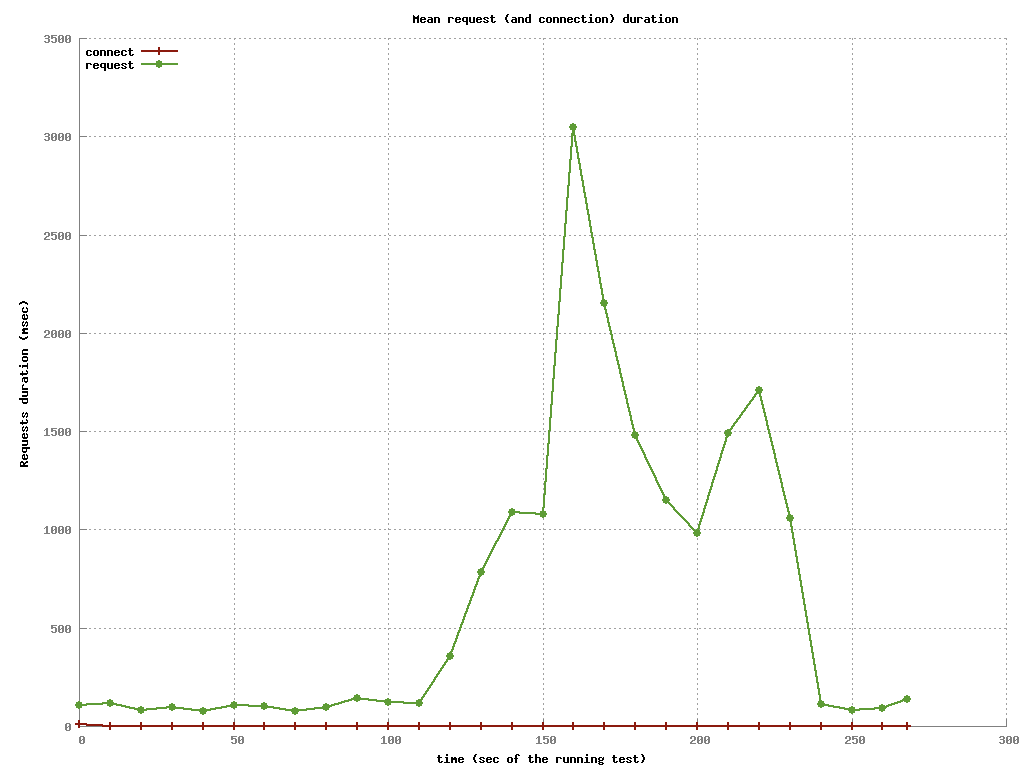 Mean request (and connection) duration
3500
connect
request
3000
2500
2000
Requests duration (msec)
1500
1000
500
0
0 50 100 150 200 250 300
time (sec of the running test)